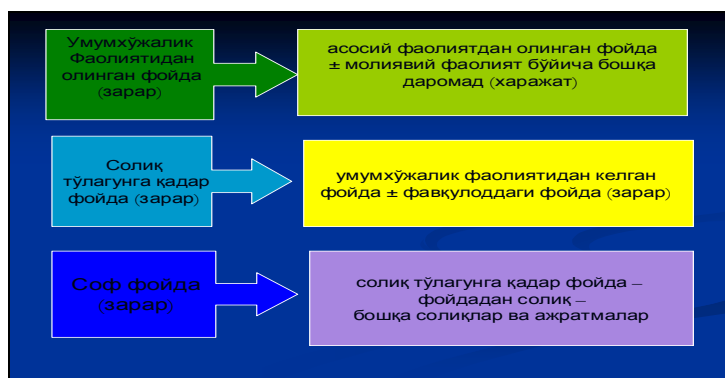 Умумхўжалик
Фаолиятидан
олинган фойда
(зарар)
асосий фаолиятдан олинган фойда
± молиявий фаолият бўйича бошқа
даромад (харажат)
Солиқ
тўлагунга қадар
фойда (зарар)
умумхўжалик фаолиятидан келган
фойда ± фавқулоддаги фойда (зарар)
Соф фойда
(зарар)
солиқ тўлагунга қадар фойда –
фойдадан солиқ –
бошқа солиқлар ва ажратмалар